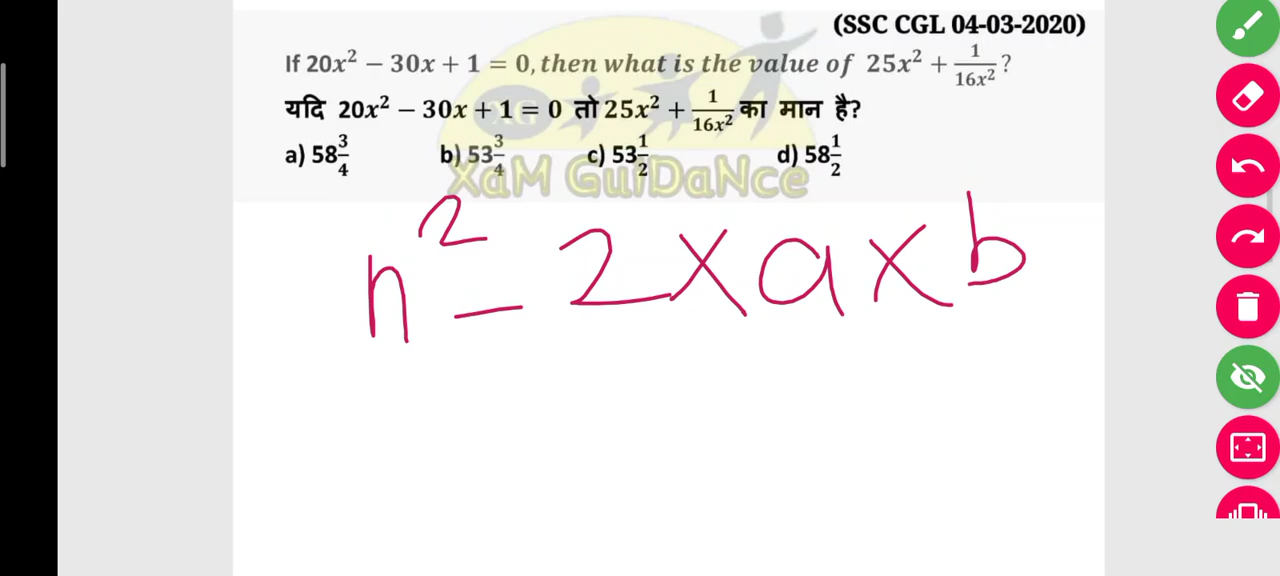 (SSC CGL 04-03-2020)
If 20x² − 30x + 1 = 0, then what is the value of 25x² + 1/16x² ?
यदि 20x² − 30x + 1 = 0 तो 25x² + 1/16x² का मान है?
a) 58 3/4 b) 53 3/4 c) 53 1/2 d) 58 1/2
XG
XaM GuiDaNce
n² − 2 × a × b